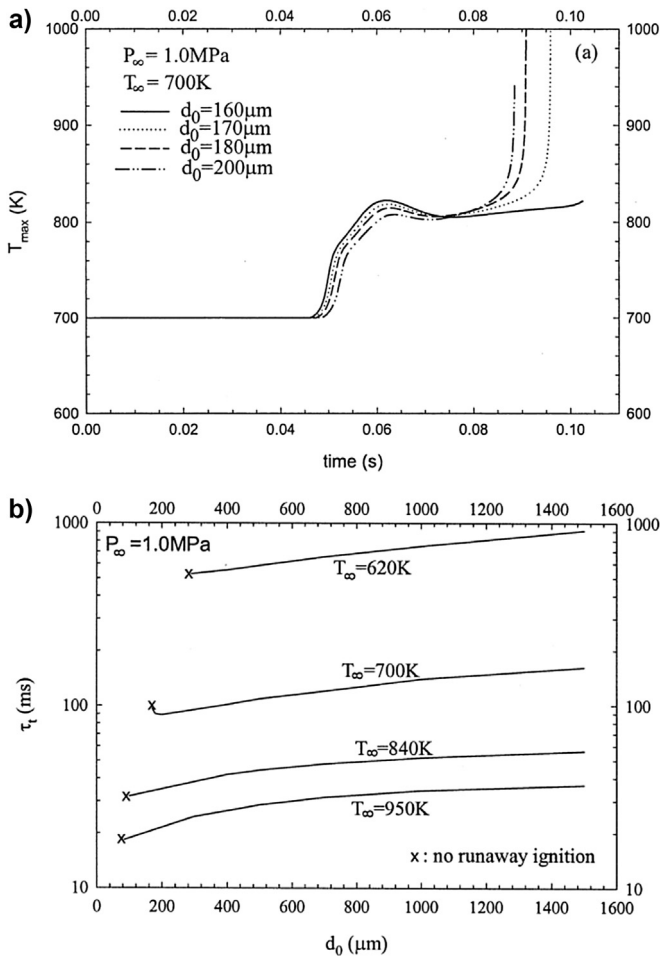 a)
0.00 0.02 0.04 0.06 0.08 0.10
1000 1000
P∞=1.0MPa (a)
T∞=700K
d0=160μm
d0=170μm
900 900
d0=180μm
d0=200μm
Tmax (K)
800 800
700 700
600 600
0.00 0.02 0.04 0.06 0.08 0.10
time (s)
b)
0 200 400 600 800 1000 1200 1400 1600
1000 1000
P∞=1.0MPa
T∞=620K
T∞=700K
τt (ms)
100 100
T∞=840K
T∞=950K
x : no runaway ignition
10 10
0 200 400 600 800 1000 1200 1400 1600
d0 (μm)